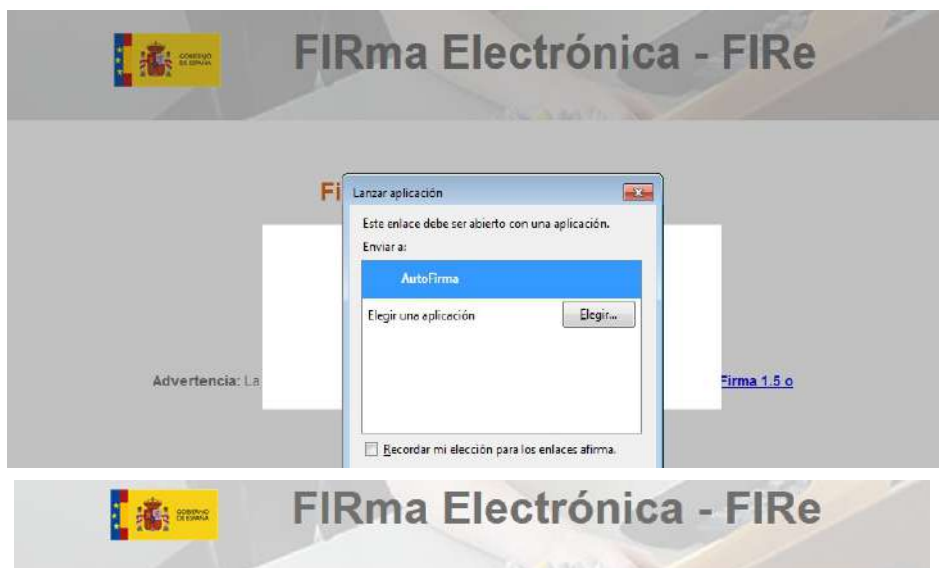 GOBIERNO DE ESPAÑA
FIRma Electrónica - FIRe
Fi
Lanzar aplicación
Este enlace debe ser abierto con una aplicación.
Enviar a:
AutoFirma
Elegir una aplicación
Elegir...
Advertencia: La
Firma 1.5 o
Recordar mi elección para los enlaces afirma.
GOBIERNO DE ESPAÑA
FIRma Electrónica - FIRe